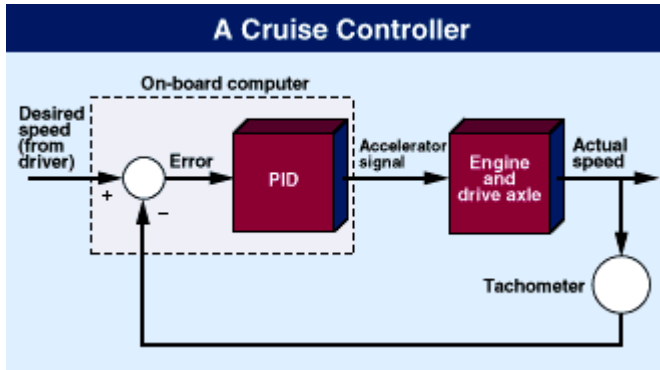 A Cruise Controller
On-board computer
Desired
speed
(from
driver)
+
−
Error
PID
Accelerator
signal
Engine
and
drive axle
Actual
speed
Tachometer